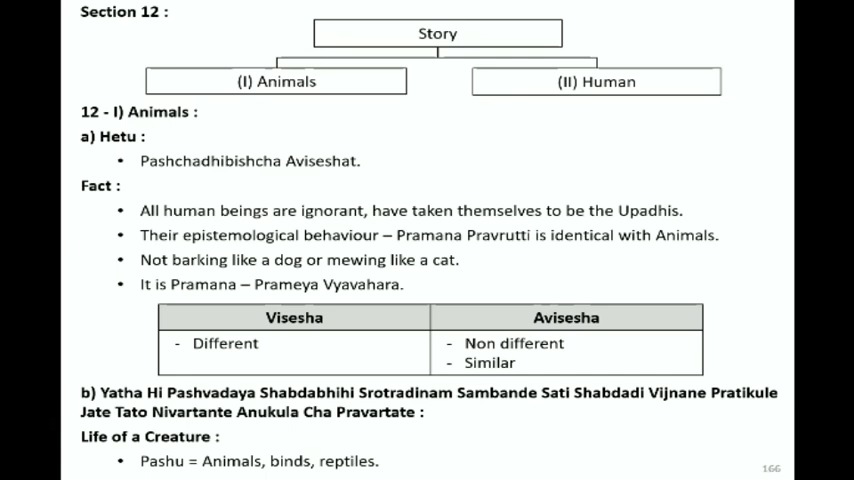 Section 12 :
Story
(I) Animals
(II) Human
12 - I) Animals :
a) Hetu :
• Pashchadhibishcha Aviseshat.
Fact :
• All human beings are ignorant, have taken themselves to be the Upadhis.
• Their epistemological behaviour – Pramana Pravrutti is identical with Animals.
• Not barking like a dog or mewing like a cat.
• It is Pramana – Prameya Vyavahara.
Visesha
Avisesha
- Different
- Non different
- Similar
b) Yatha Hi Pashvadaya Shabdabhihi Srotradinam Sambande Sati Shabdadi Vijnane Pratikule
Jate Tato Nivartante Anukula Cha Pravartate :
Life of a Creature :
• Pashu = Animals, binds, reptiles.
166